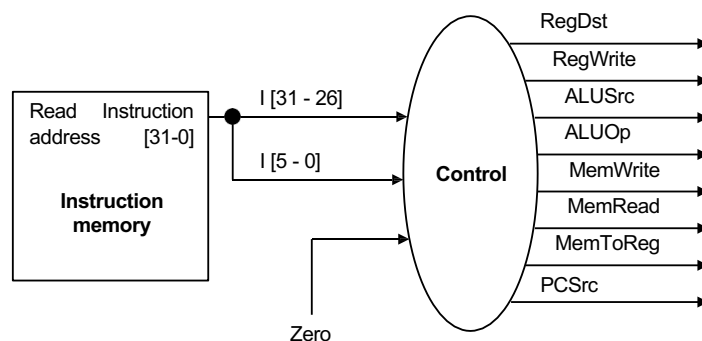 Read Instruction
address [31-0]
Instruction
memory
I [31 - 26]
I [5 - 0]
Zero
Control
RegDst
RegWrite
ALUSrc
ALUOp
MemWrite
MemRead
MemToReg
PCSrc